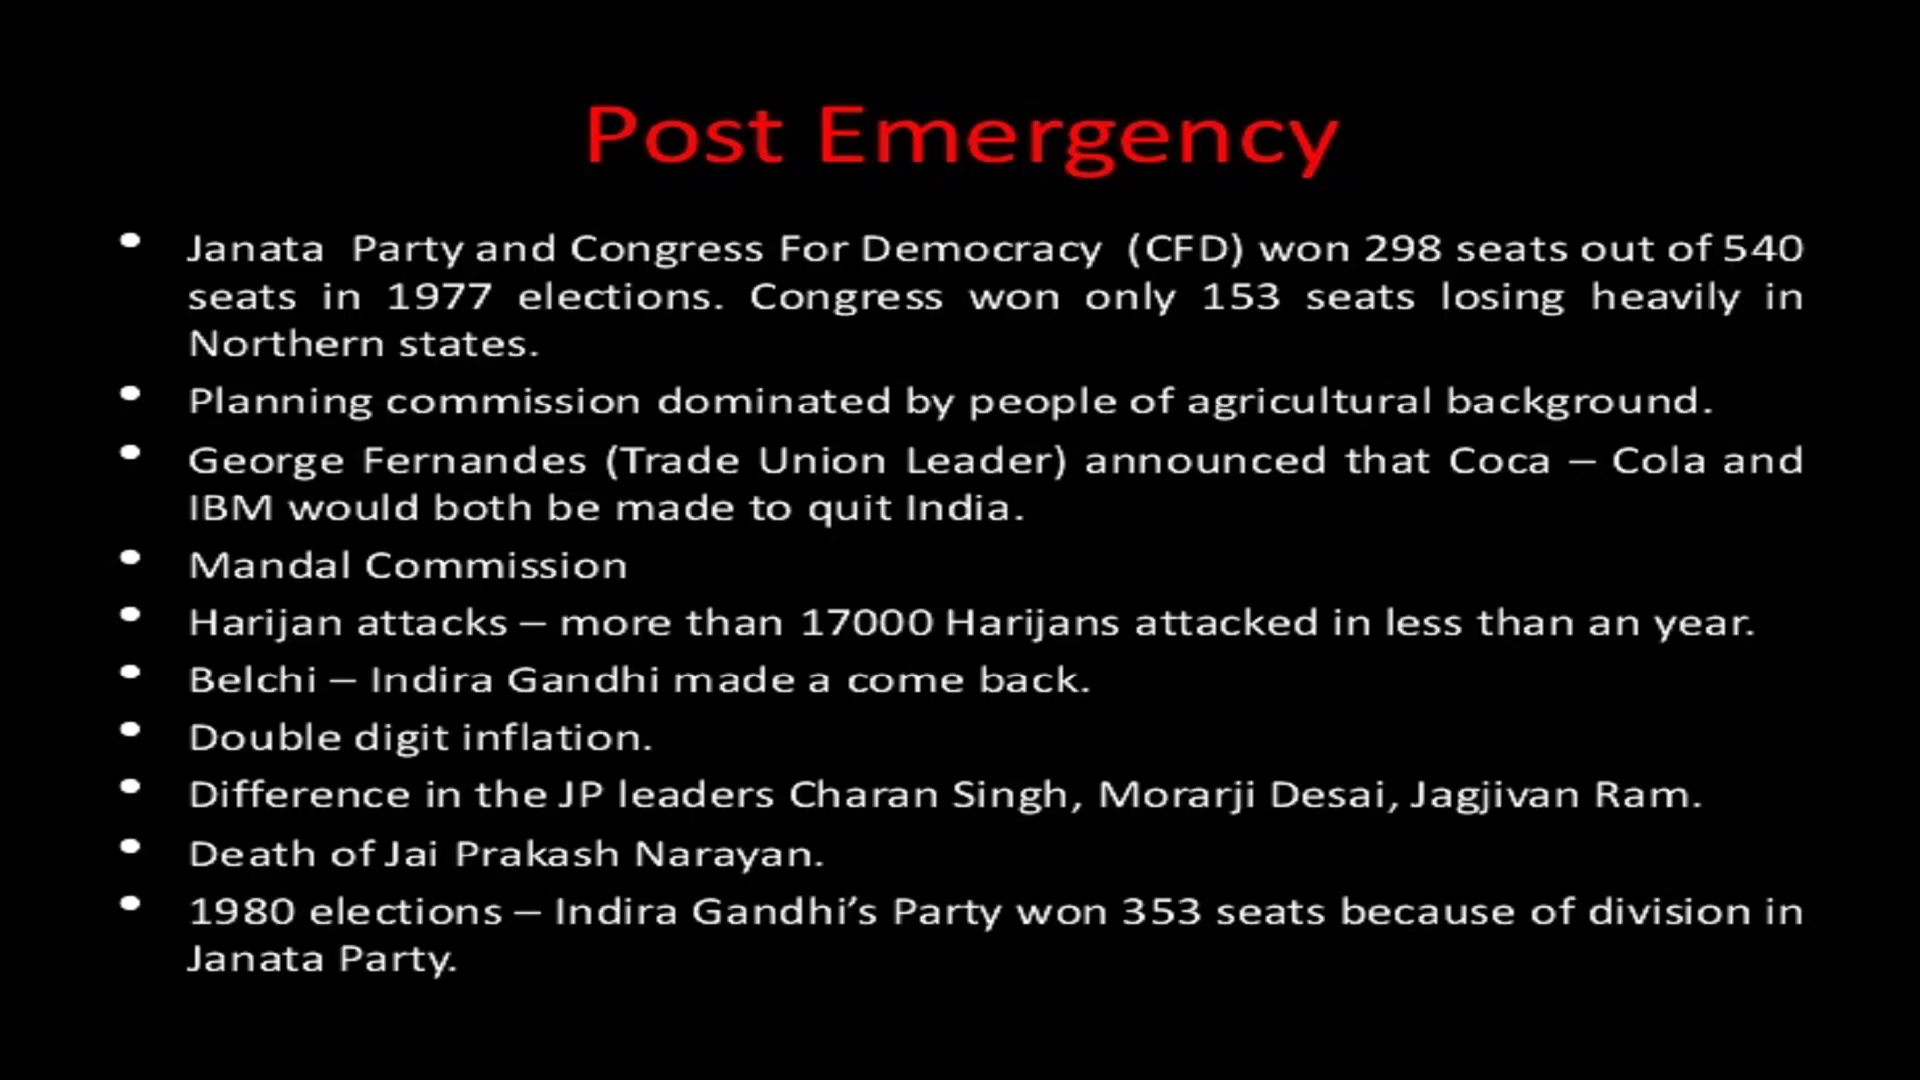 Post Emergency
• Janata Party and Congress For Democracy (CFD) won 298 seats out of 540
seats in 1977 elections. Congress won only 153 seats losing heavily in
Northern states.
• Planning commission dominated by people of agricultural background.
• George Fernandes (Trade Union Leader) announced that Coca – Cola and
IBM would both be made to quit India.
• Mandal Commission
• Harijan attacks – more than 17000 Harijans attacked in less than an year.
• Belchi – Indira Gandhi made a come back.
• Double digit inflation.
• Difference in the JP leaders Charan Singh, Morarji Desai, Jagjivan Ram.
• Death of Jai Prakash Narayan.
• 1980 elections – Indira Gandhi’s Party won 353 seats because of division in
Janata Party.